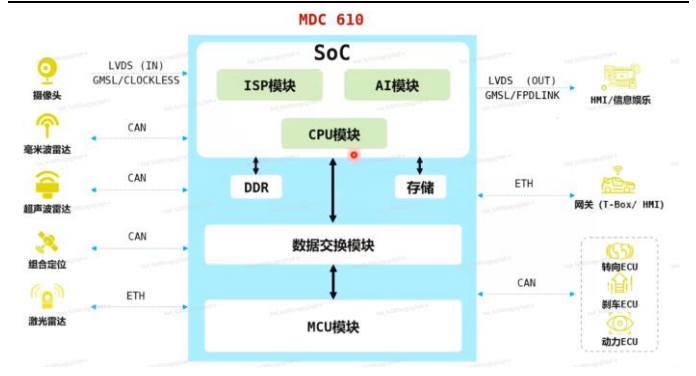 MDC 610
SoC
ISP模块
AI模块
CPU模块
DDR
存储
数据交换模块
MCU模块
摄像头
LVDS (IN)
GMSL/CLOCKLESS
毫米波雷达
CAN
超声波雷达
CAN
组合定位
CAN
激光雷达
ETH
LVDS (OUT)
GMSL/FPDLINK
HMI/信息娱乐
ETH
网关 (T-Box/ HMI)
CAN
转向ECU
刹车ECU
动力ECU